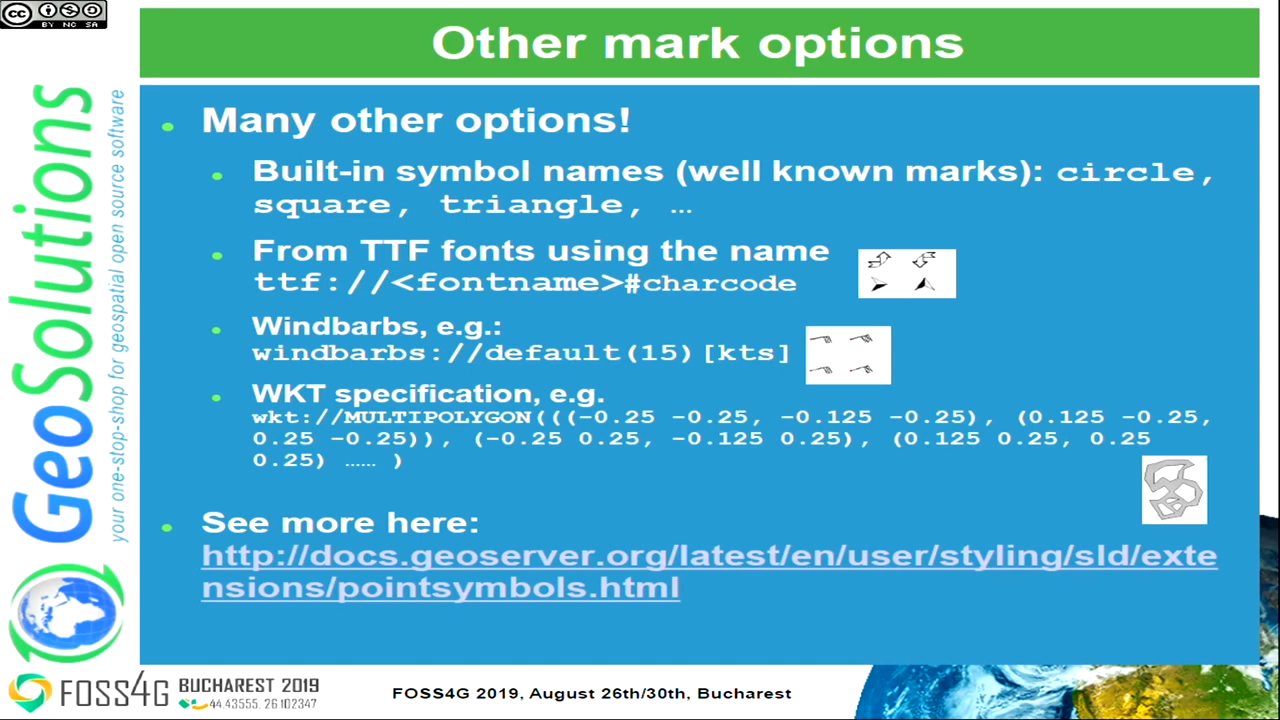 BY NC SA
Other mark options
GeoSolutions
your one-stop-shop for geospatial open source software
Many other options!
Built-in symbol names (well known marks): circle,
square, triangle, …
From TTF fonts using the name
ttf://<fontname>#charcode
Windbarbs, e.g.:
windbarbs://default(15)[kts]
WKT specification, e.g.
wkt://MULTIPOLYGON(((-0.25 -0.25, -0.125 -0.25), (0.125 -0.25,
0.25 -0.25)), (-0.25 0.25, -0.125 0.25), (0.125 0.25, 0.25
0.25) …… )
See more here:
http://docs.geoserver.org/latest/en/user/styling/sld/exte
nsions/pointsymbols.html
FOSS4G BUCHAREST 2019
44.43555, 26.102347
FOSS4G 2019, August 26th/30th, Bucharest